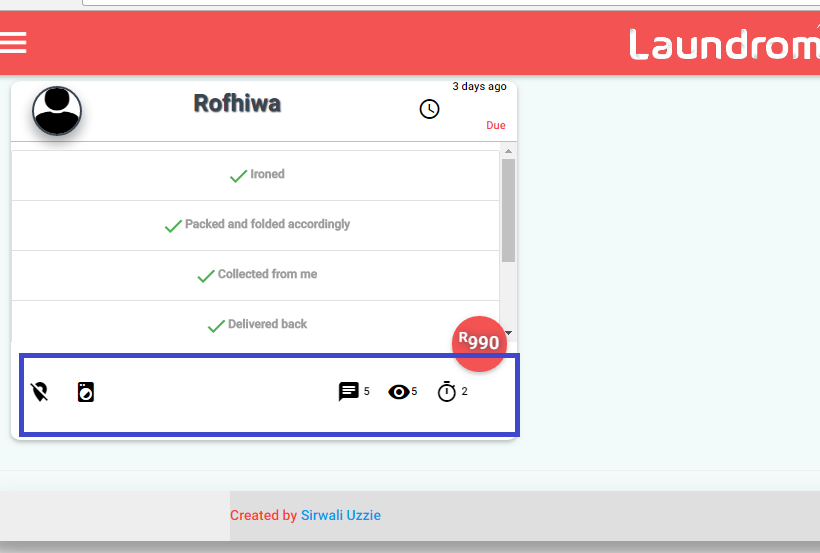 Laundrom
Rofhiwa
3 days ago
Due
Ironed
Packed and folded accordingly
Collected from me
Delivered back
R990
5
5
2
Created by Sirwali Uzzie